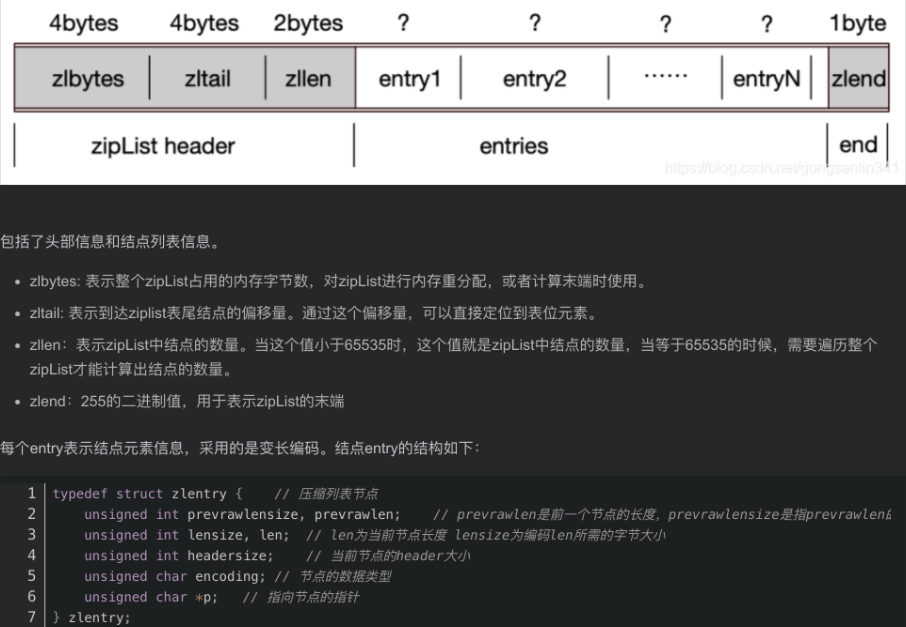 4bytes 4bytes 2bytes ? ? ? ? 1byte
zlbytes zltail zllen entry1 entry2 ······ entryN zlend
zipList header entries end
https://blog.csdn.net/gongsenlin341
包括了头部信息和结点列表信息。
• zlbytes: 表示整个zipList占用的内存字节数，对zipList进行内存重分配，或者计算末端时使用。
• zltail: 表示到达ziplist表尾结点的偏移量。通过这个偏移量，可以直接定位到表位元素。
• zllen：表示zipList中结点的数量。当这个值小于65535时，这个值就是zipList中结点的数量，当等于65535的时候，需要遍历整个
zipList才能计算出结点的数量。
• zlend：255的二进制值，用于表示zipList的末端
每个entry表示结点元素信息，采用的是变长编码。结点entry的结构如下：
1 typedef struct zlentry { // 压缩列表节点
2 unsigned int prevrawlensize, prevrawlen; // prevrawlen是前一个节点的长度，prevrawlensize是指prevrawlen的
3 unsigned int lensize, len; // len为当前节点长度 lensize为编码len所需的字节大小
4 unsigned int headersize; // 当前节点的header大小
5 unsigned char encoding; // 节点的数据类型
6 unsigned char *p; // 指向节点的指针
7 } zlentry;